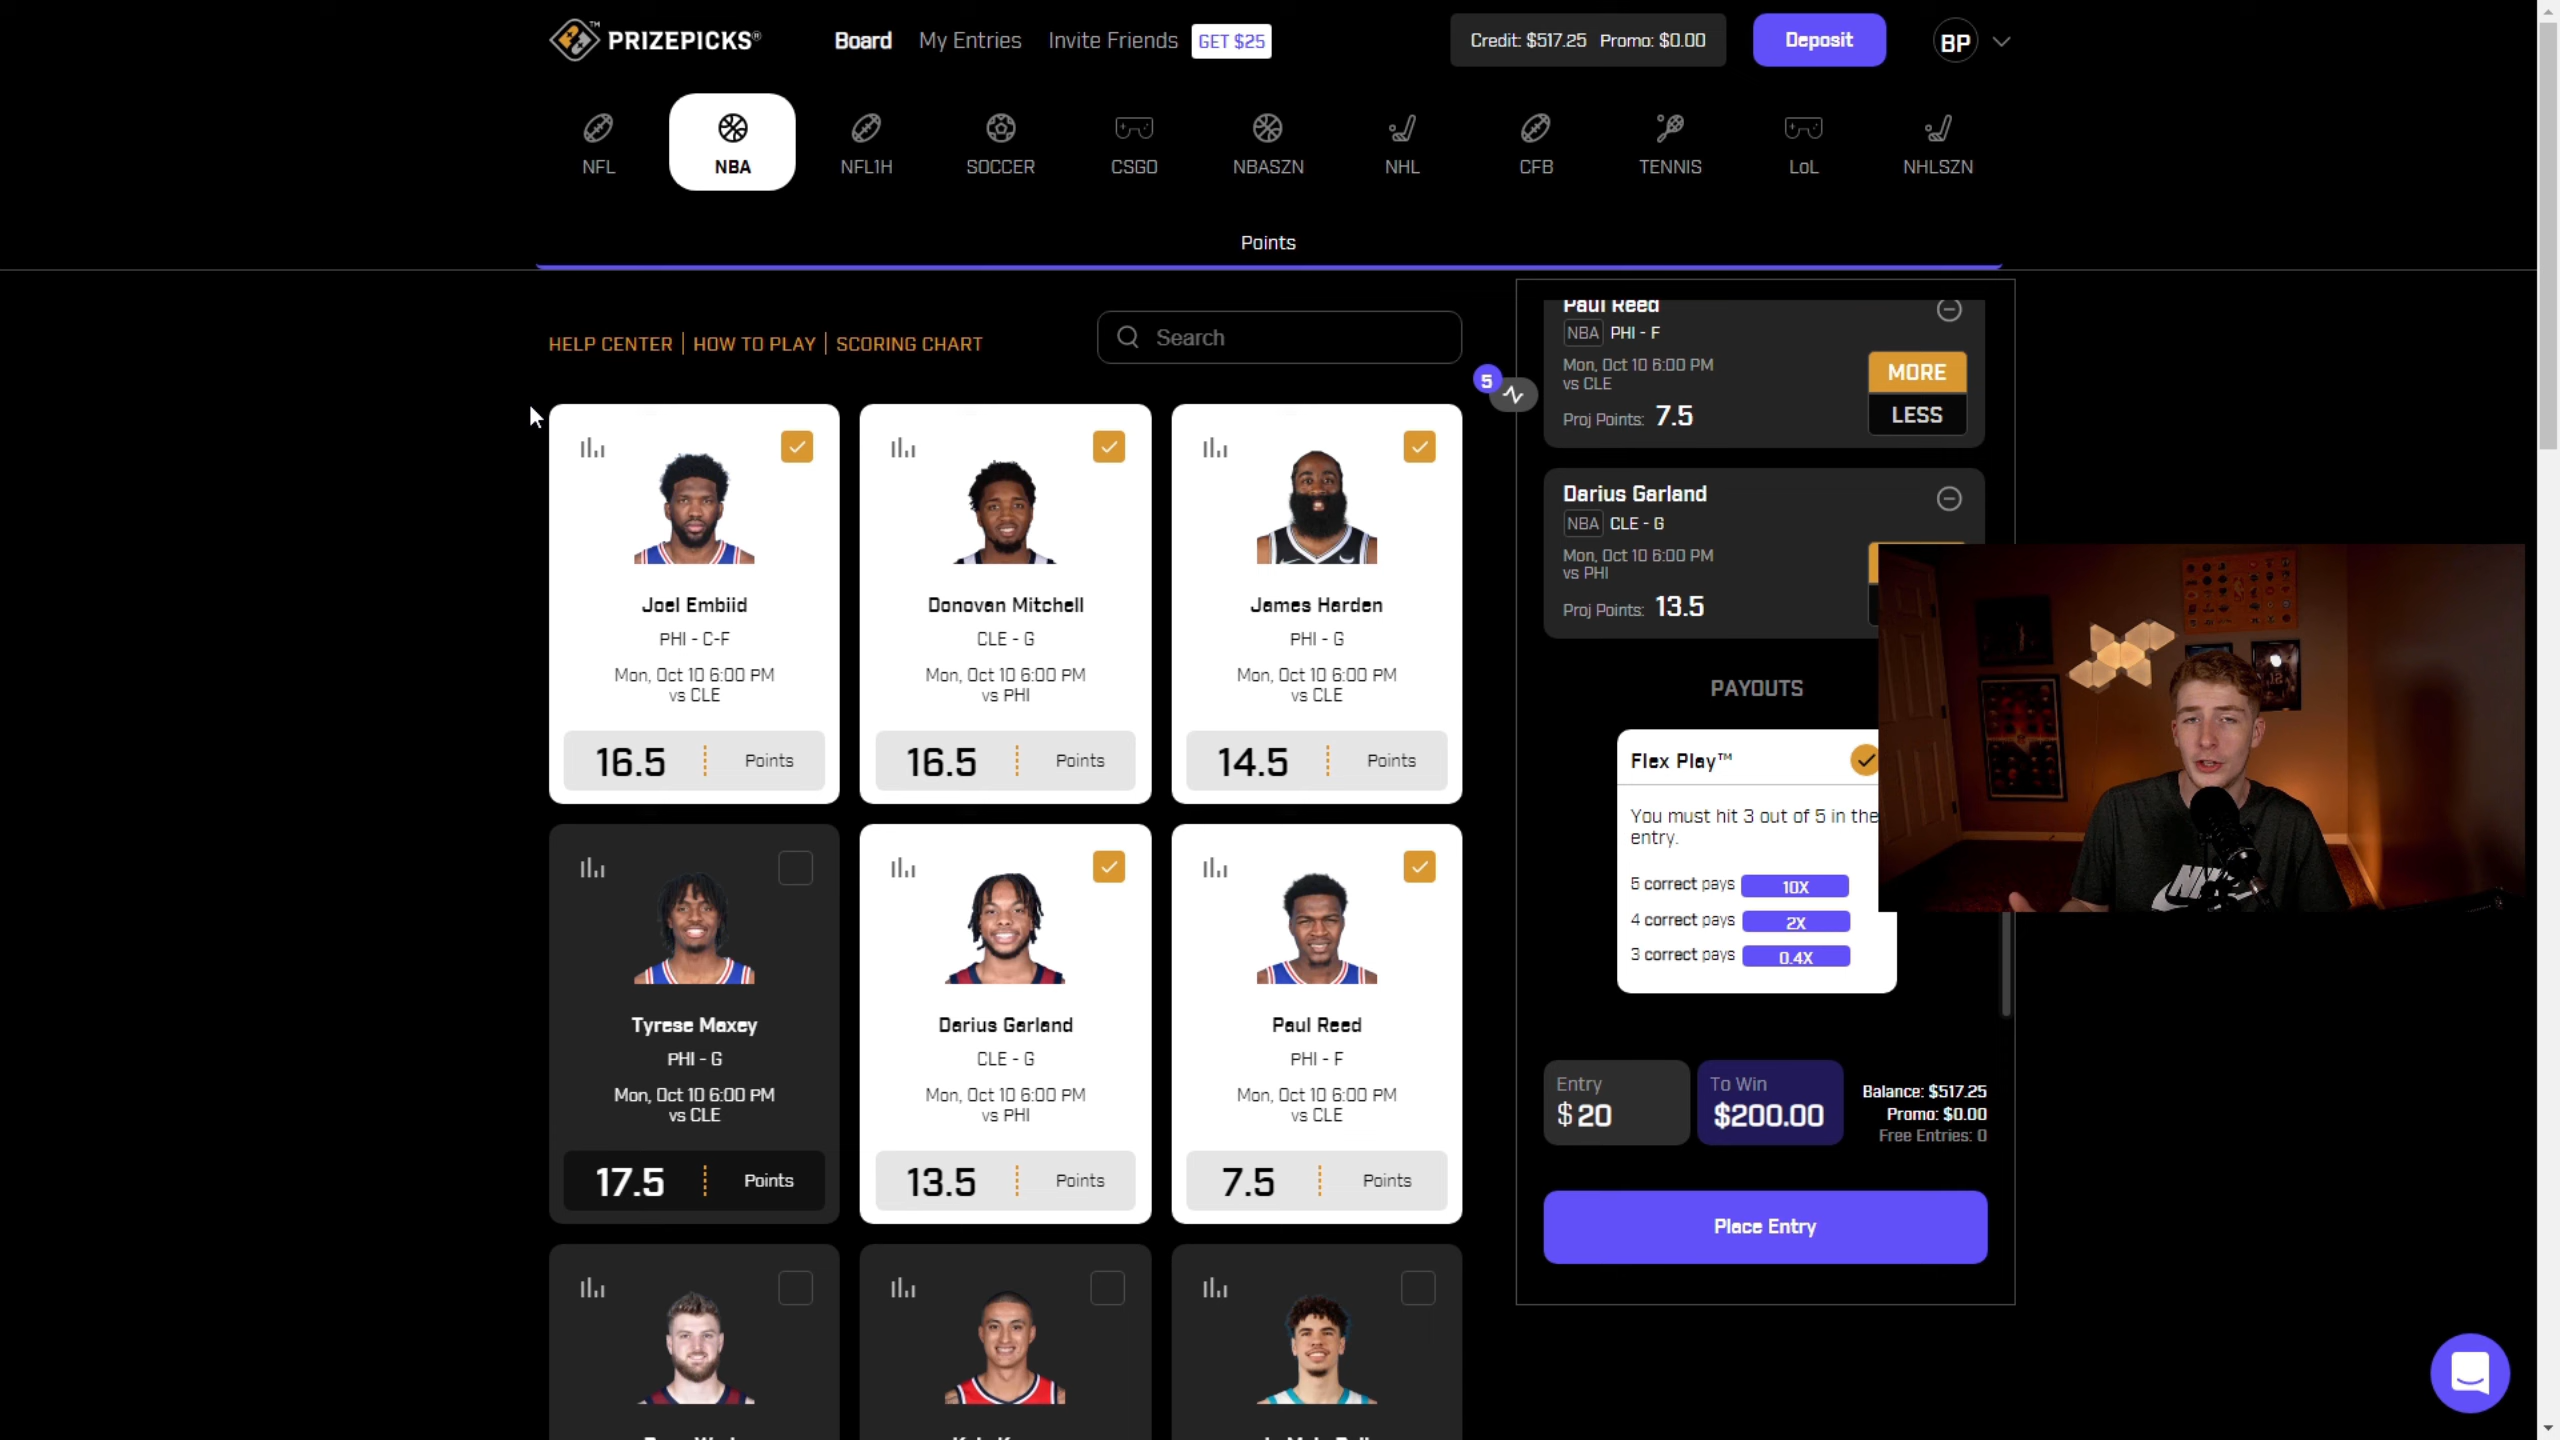 PRIZEPICKS®
Board
My Entries
Invite Friends
GET $25
Credit: $517.25 Promo: $0.00
Deposit
BP
NFL
NBA
NFL1H
SOCCER
CSGO
NBASZN
NHL
CFB
TENNIS
LoL
NHLSZN
Points
HELP CENTER
HOW TO PLAY
SCORING CHART
Search
Joel Embiid
PHI - C-F
Mon, Oct 10 6:00 PM
vs CLE
16.5 Points
Donovan Mitchell
CLE - G
Mon, Oct 10 6:00 PM
vs PHI
16.5 Points
James Harden
PHI - G
Mon, Oct 10 6:00 PM
vs CLE
14.5 Points
Tyrese Maxey
PHI - G
Mon, Oct 10 6:00 PM
vs CLE
17.5 Points
Darius Garland
CLE - G
Mon, Oct 10 6:00 PM
vs PHI
13.5 Points
Paul Reed
PHI - F
Mon, Oct 10 6:00 PM
vs CLE
7.5 Points
5
Paul Reed
NBA PHI - F
Mon, Oct 10 6:00 PM
vs CLE
Proj Points: 7.5
MORE
LESS
Darius Garland
NBA CLE - G
Mon, Oct 10 6:00 PM
vs PHI
Proj Points: 13.5
PAYOUTS
Flex Play™
You must hit 3 out of 5 in the
entry.
5 correct pays 10X
4 correct pays 2X
3 correct pays 0.4X
Entry
$ 20
To Win
$200.00
Balance: $517.25
Promo: $0.00
Free Entries: 0
Place Entry